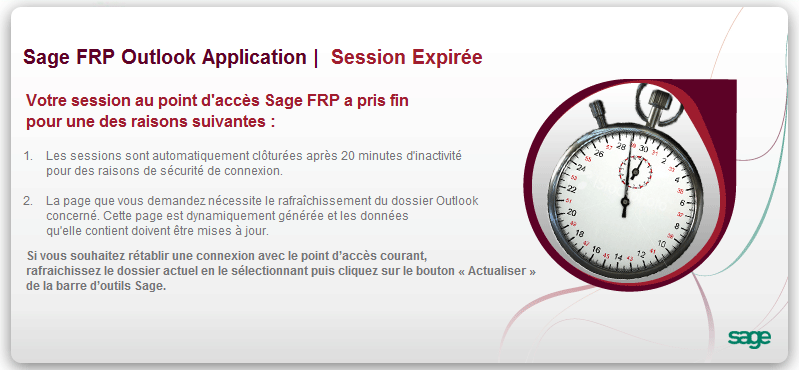 Sage FRP Outlook Application | Session Expirée
Votre session au point d'accès Sage FRP a pris fin
pour une des raisons suivantes :
1. Les sessions sont automatiquement clôturées après 20 minutes d'inactivité
pour des raisons de sécurité de connexion.
2. La page que vous demandez nécessite le rafraîchissement du dossier Outlook
concerné. Cette page est dynamiquement générée et les données
qu'elle contient doivent être mises à jour.
Si vous souhaitez rétablir une connexion avec le point d'accès courant,
rafraichissez le dossier actuel en le sélectionnant puis cliquez sur le bouton « Actualiser »
de la barre d'outils Sage.
sage